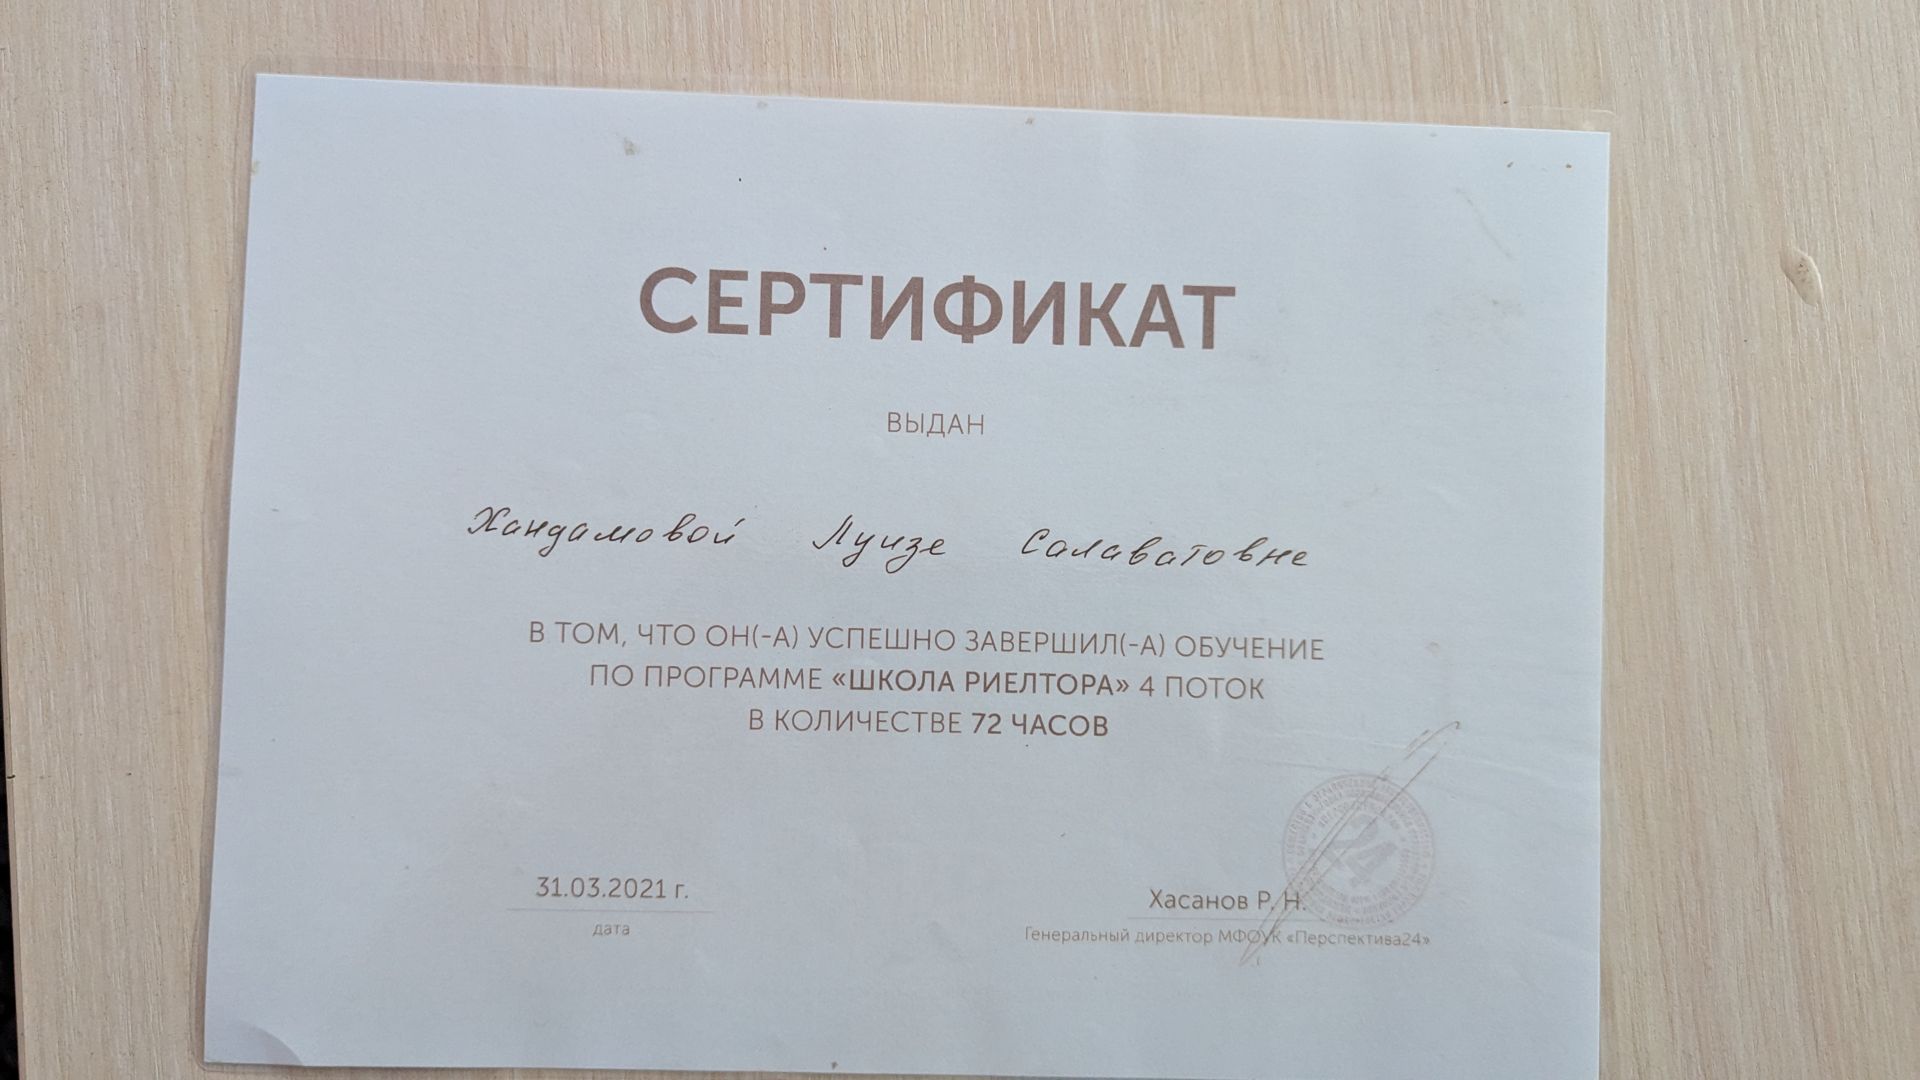 СЕРТИФИКАТ
ВЫДАН
Хандамовой Луизе Салаватовне
В ТОМ, ЧТО ОН(-А) УСПЕШНО ЗАВЕРШИЛ(-А) ОБУЧЕНИЕ
ПО ПРОГРАММЕ «ШКОЛА РИЕЛТОРА» 4 ПОТОК
В КОЛИЧЕСТВЕ 72 ЧАСОВ
24
31.03.2021 г.
дата
Хасанов Р. Н.
Генеральный директор МФОУК «Перспектива24»